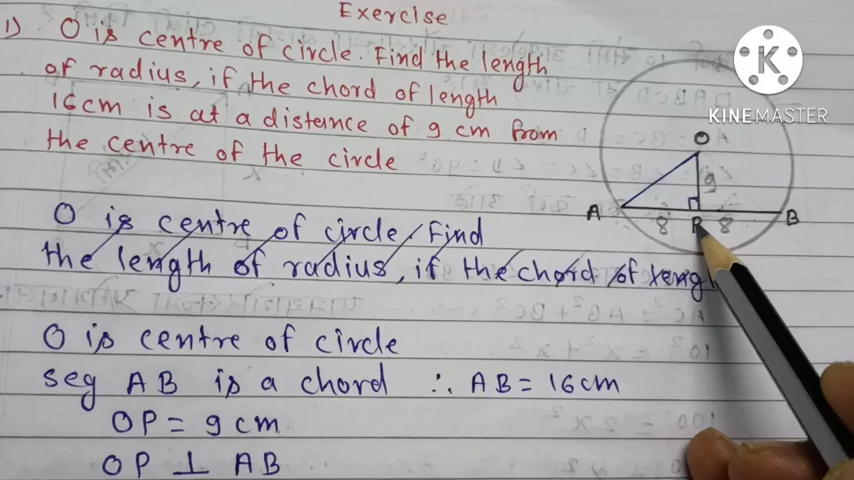 Exercise
1) O is centre of circle. Find the length
of radius, if the chord of length
16cm is at a distance of 9 cm from
the centre of the circle
K
KINEMASTER
O
9
A
8
P
8
B
O is centre of circle. Find
the length of radius, if the chord of leng
O is centre of circle
seg AB is a chord ∴ AB = 16cm
OP = 9cm
OP ⊥ AB